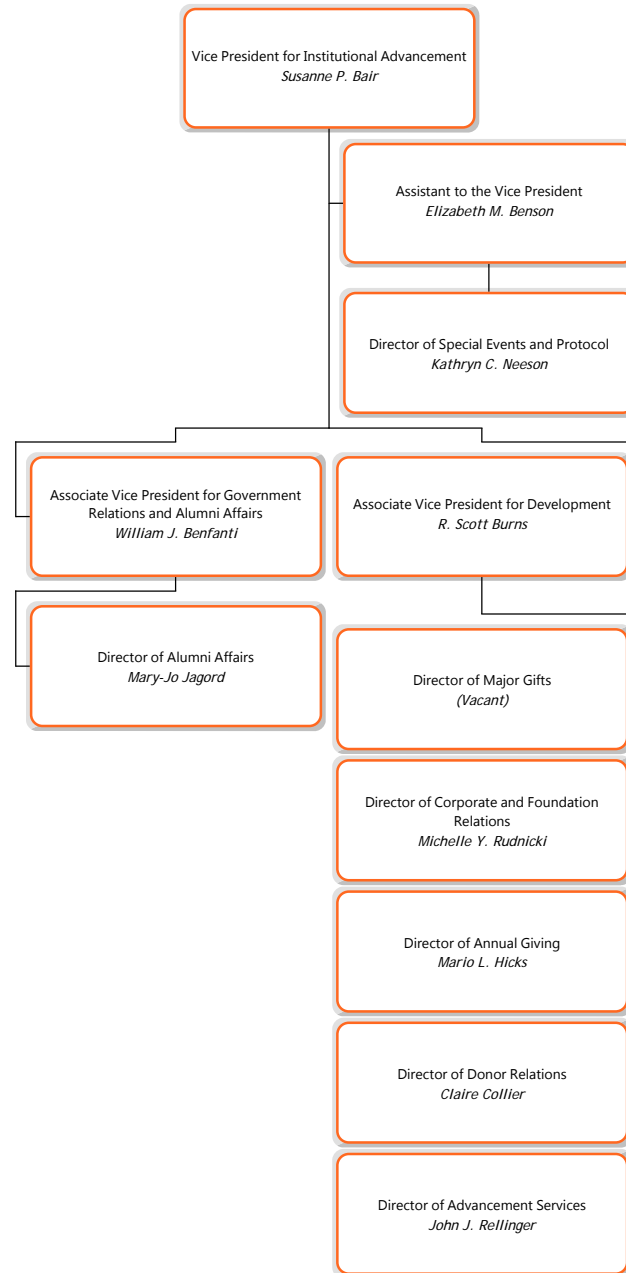 Vice President for Institutional Advancement
Susanne P. Bair
Assistant to the Vice President
Elizabeth M. Benson
Director of Special Events and Protocol
Kathryn C. Neeson
Associate Vice President for Government
Relations and Alumni Affairs
William J. Benfanti
Associate Vice President for Development
R. Scott Burns
Director of Alumni Affairs
Mary-Jo Jagord
Director of Major Gifts
(Vacant)
Director of Corporate and Foundation
Relations
Michelle Y. Rudnicki
Director of Annual Giving
Mario L. Hicks
Director of Donor Relations
Claire Collier
Director of Advancement Services
John J. Rellinger